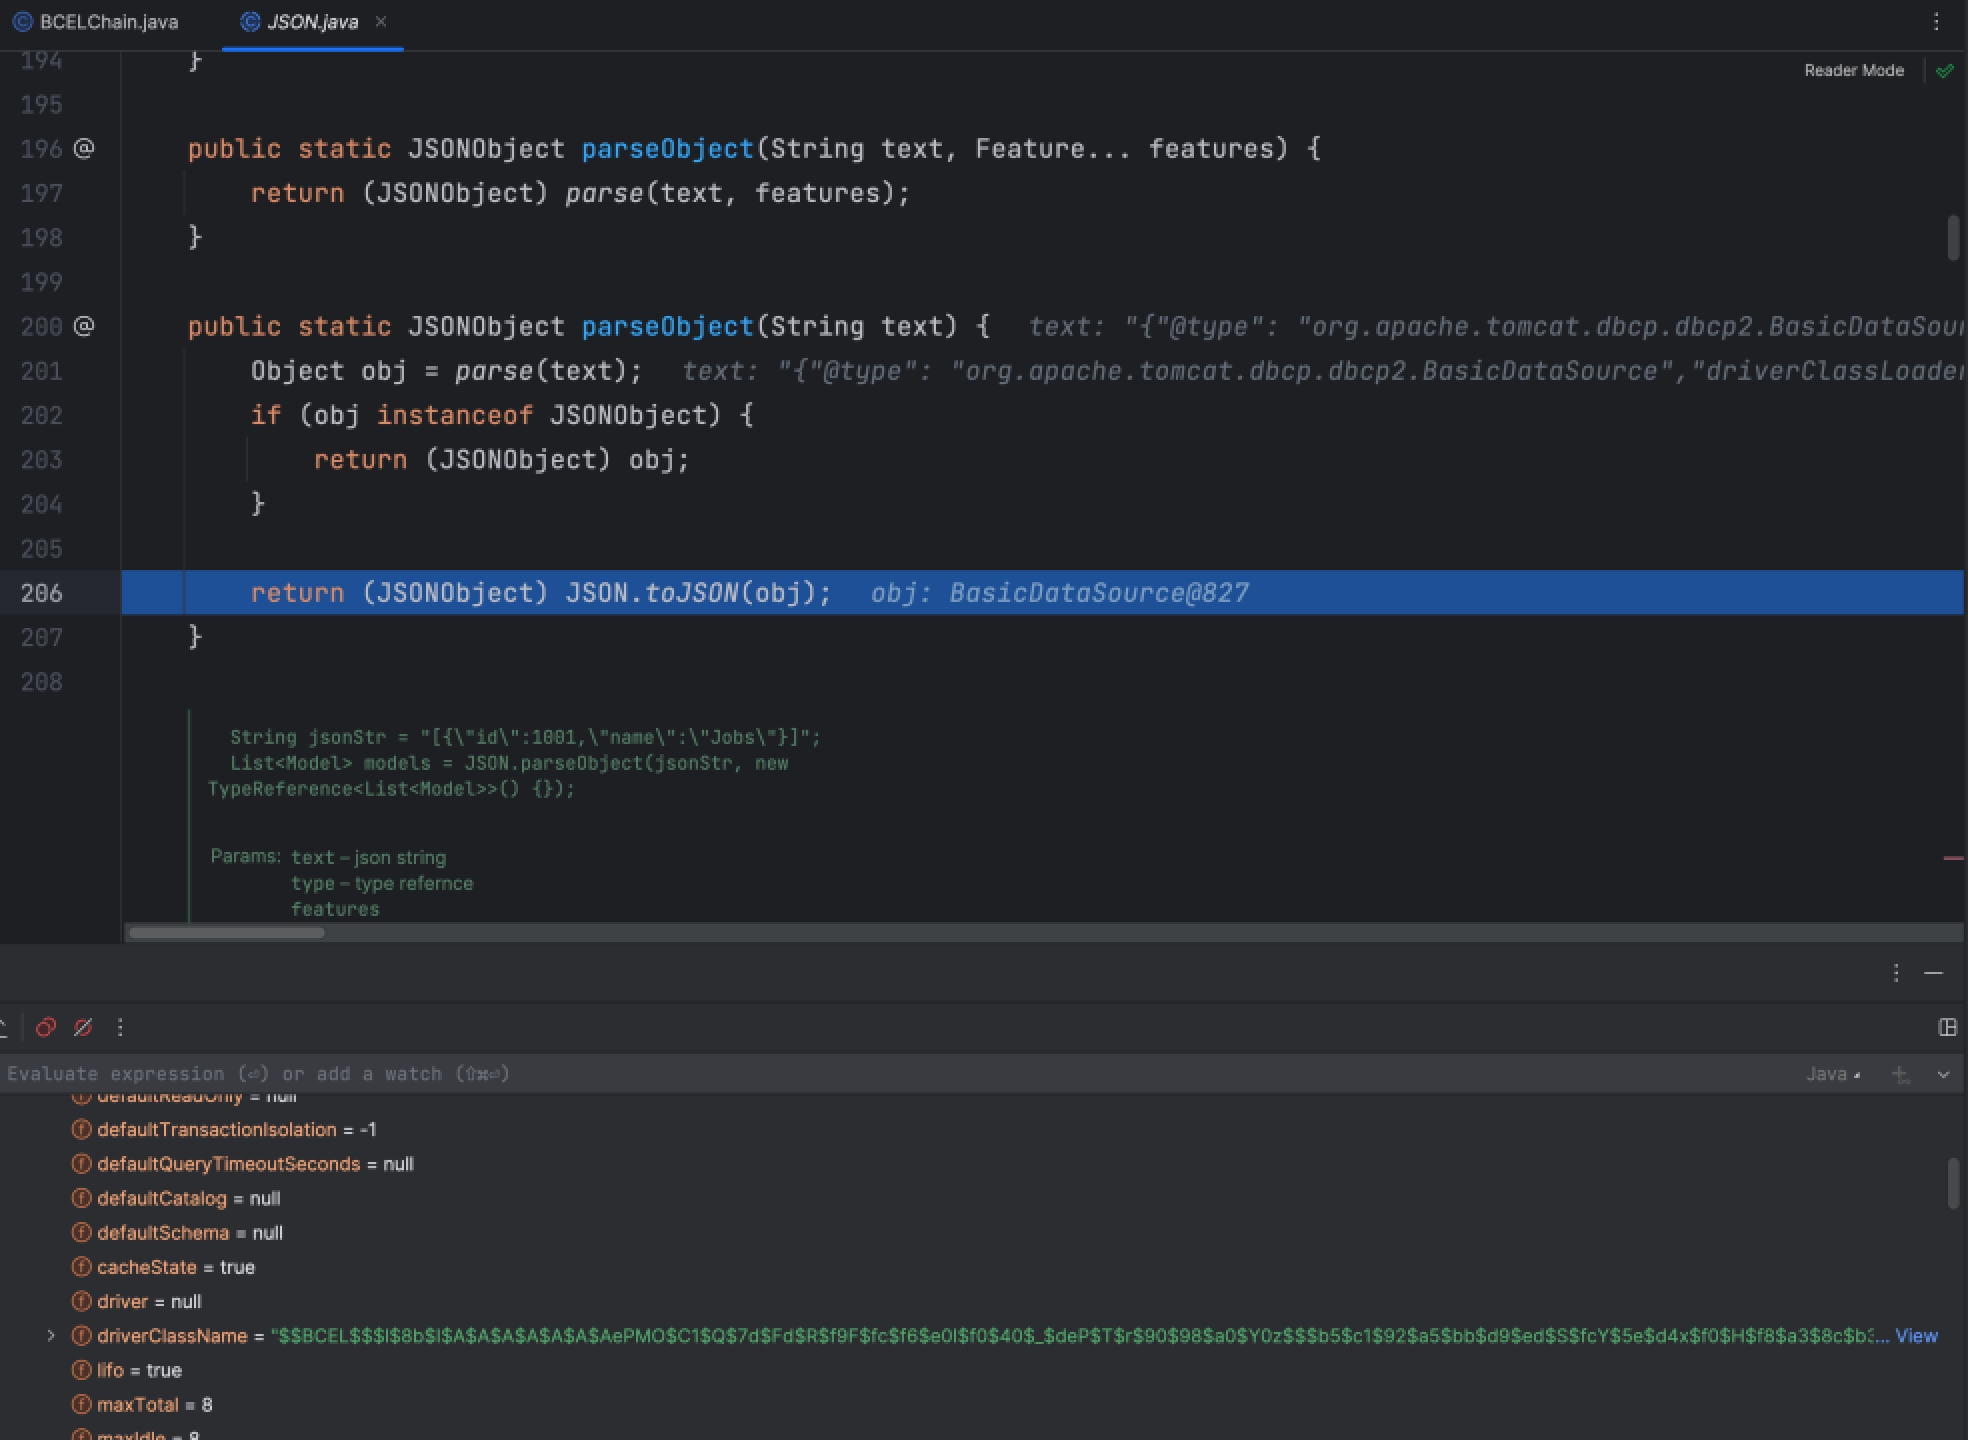 BCELChain.java
JSON.java
Reader Mode
194 }
195
196 @ public static JSONObject parseObject(String text, Feature... features) {
197 return (JSONObject) parse(text, features);
198 }
199
200 @ public static JSONObject parseObject(String text) { text: "{"@type": "org.apache.tomcat.dbcp.dbcp2.BasicDataSour
201 Object obj = parse(text); text: "{"@type": "org.apache.tomcat.dbcp.dbcp2.BasicDataSource","driverClassLoader
202 if (obj instanceof JSONObject) {
203 return (JSONObject) obj;
204 }
205
206 return (JSONObject) JSON.toJSON(obj); obj: BasicDataSource@827
207 }
208
String jsonStr = "[{\"id\":1001,\"name\":\"Jobs\"}]";
List<Model> models = JSON.parseObject(jsonStr, new
TypeReference<List<Model>>() {});
Params: text – json string
type – type refernce
features
Evaluate expression (⏎) or add a watch (⇧⌘⏎)
Java
defaultReadOnly = null
defaultTransactionIsolation = -1
defaultQueryTimeoutSeconds = null
defaultCatalog = null
defaultSchema = null
cacheState = true
driver = null
driverClassName = "$$BCEL$$$l$8b$I$A$A$A$A$A$A$AePMO$C1$Q$7d$Fd$R$f9F$fc$f6$e0I$f0$40$_$deP$T$r$90$98$a0$Y0z$$$b5$c1$92$a5$bb$d9$ed$S$fcY$5e$d4x$f0$H$f8$a3$8c$b3... View
lifo = true
maxTotal = 8
maxIdle = 8